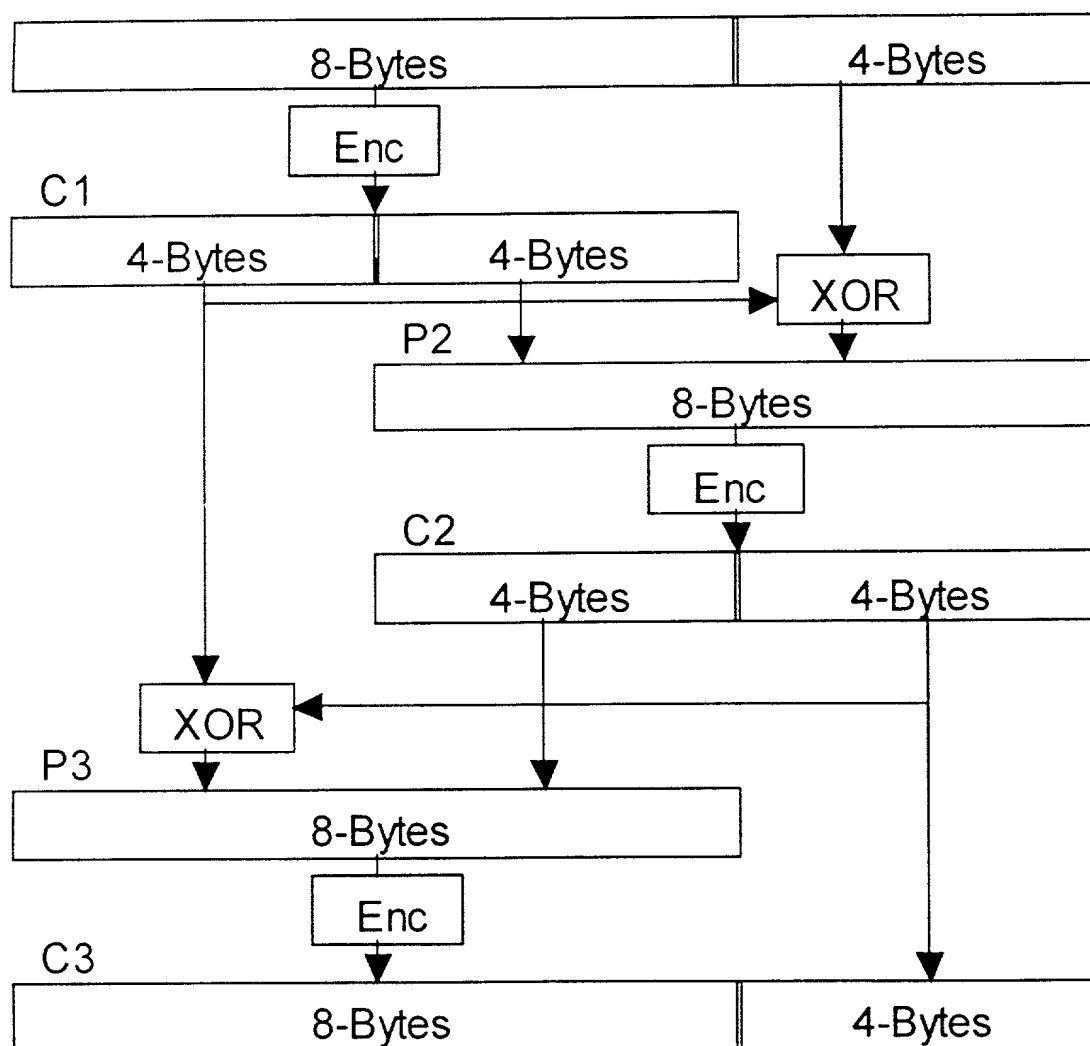 8-Bytes 4-Bytes
Enc
C1
4-Bytes 4-Bytes
XOR
P2
8-Bytes
Enc
C2
4-Bytes 4-Bytes
XOR
P3
8-Bytes
Enc
C3
8-Bytes 4-Bytes